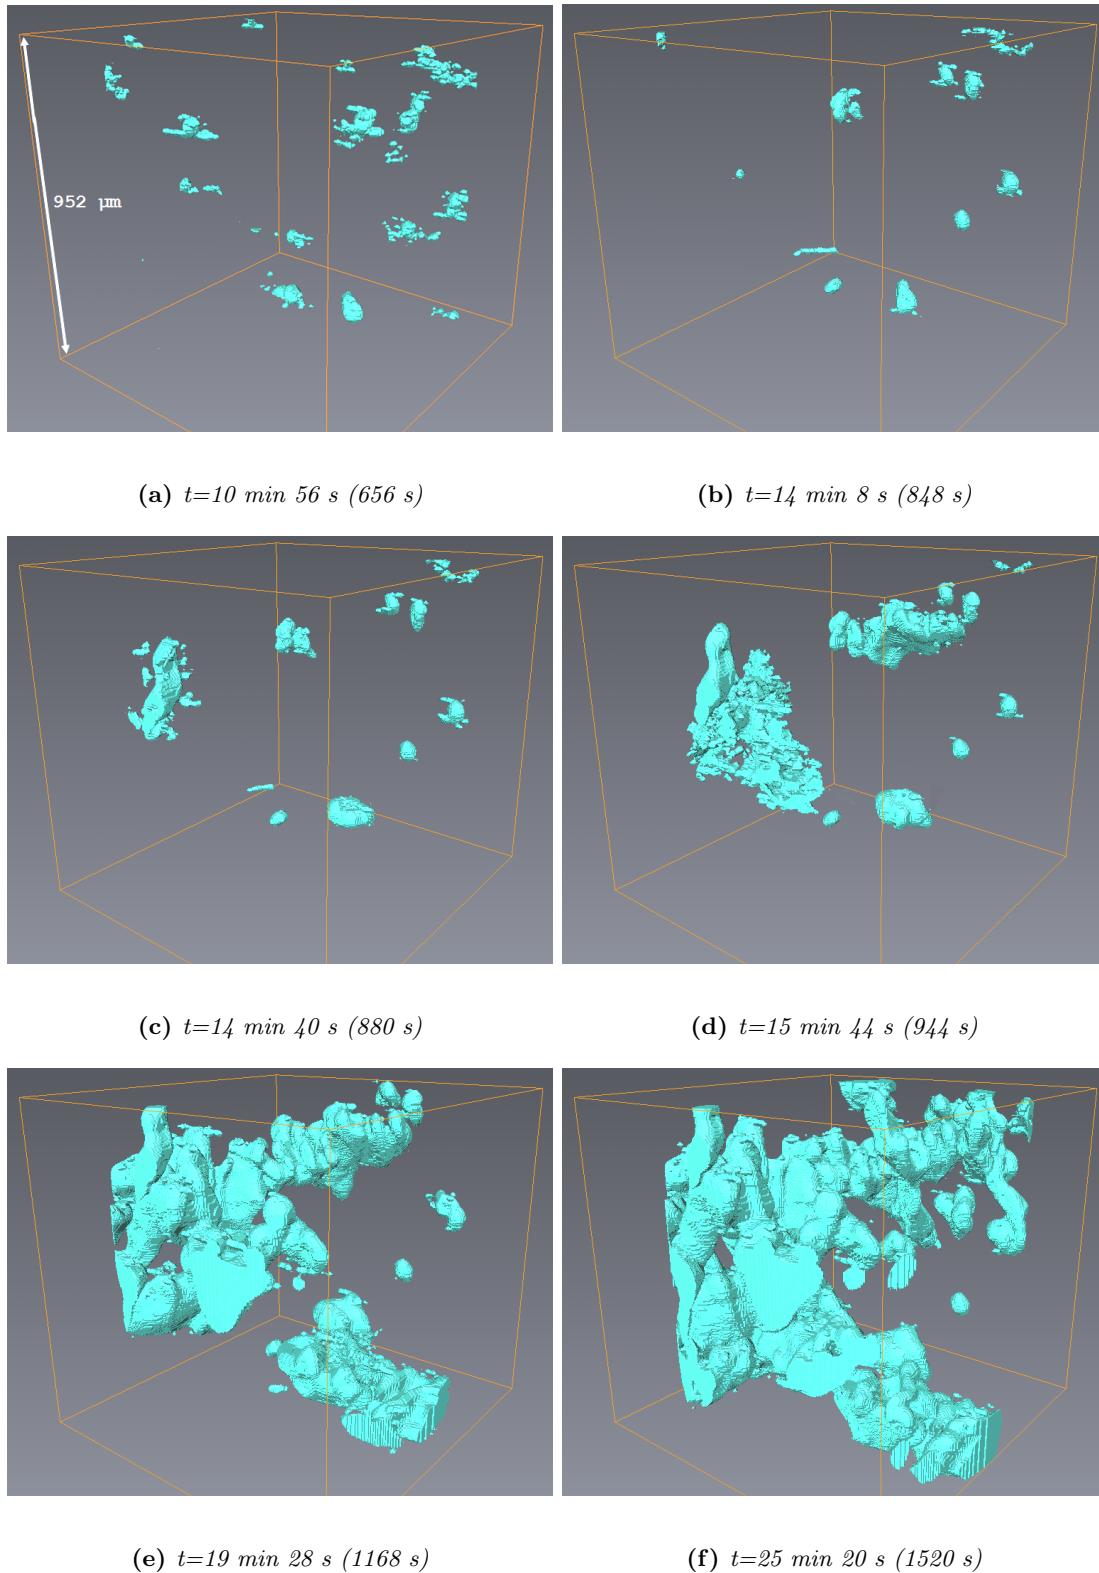 952 µm
(a) t=10 min 56 s (656 s)
(b) t=14 min 8 s (848 s)
(c) t=14 min 40 s (880 s)
(d) t=15 min 44 s (944 s)
(e) t=19 min 28 s (1168 s)
(f) t=25 min 20 s (1520 s)